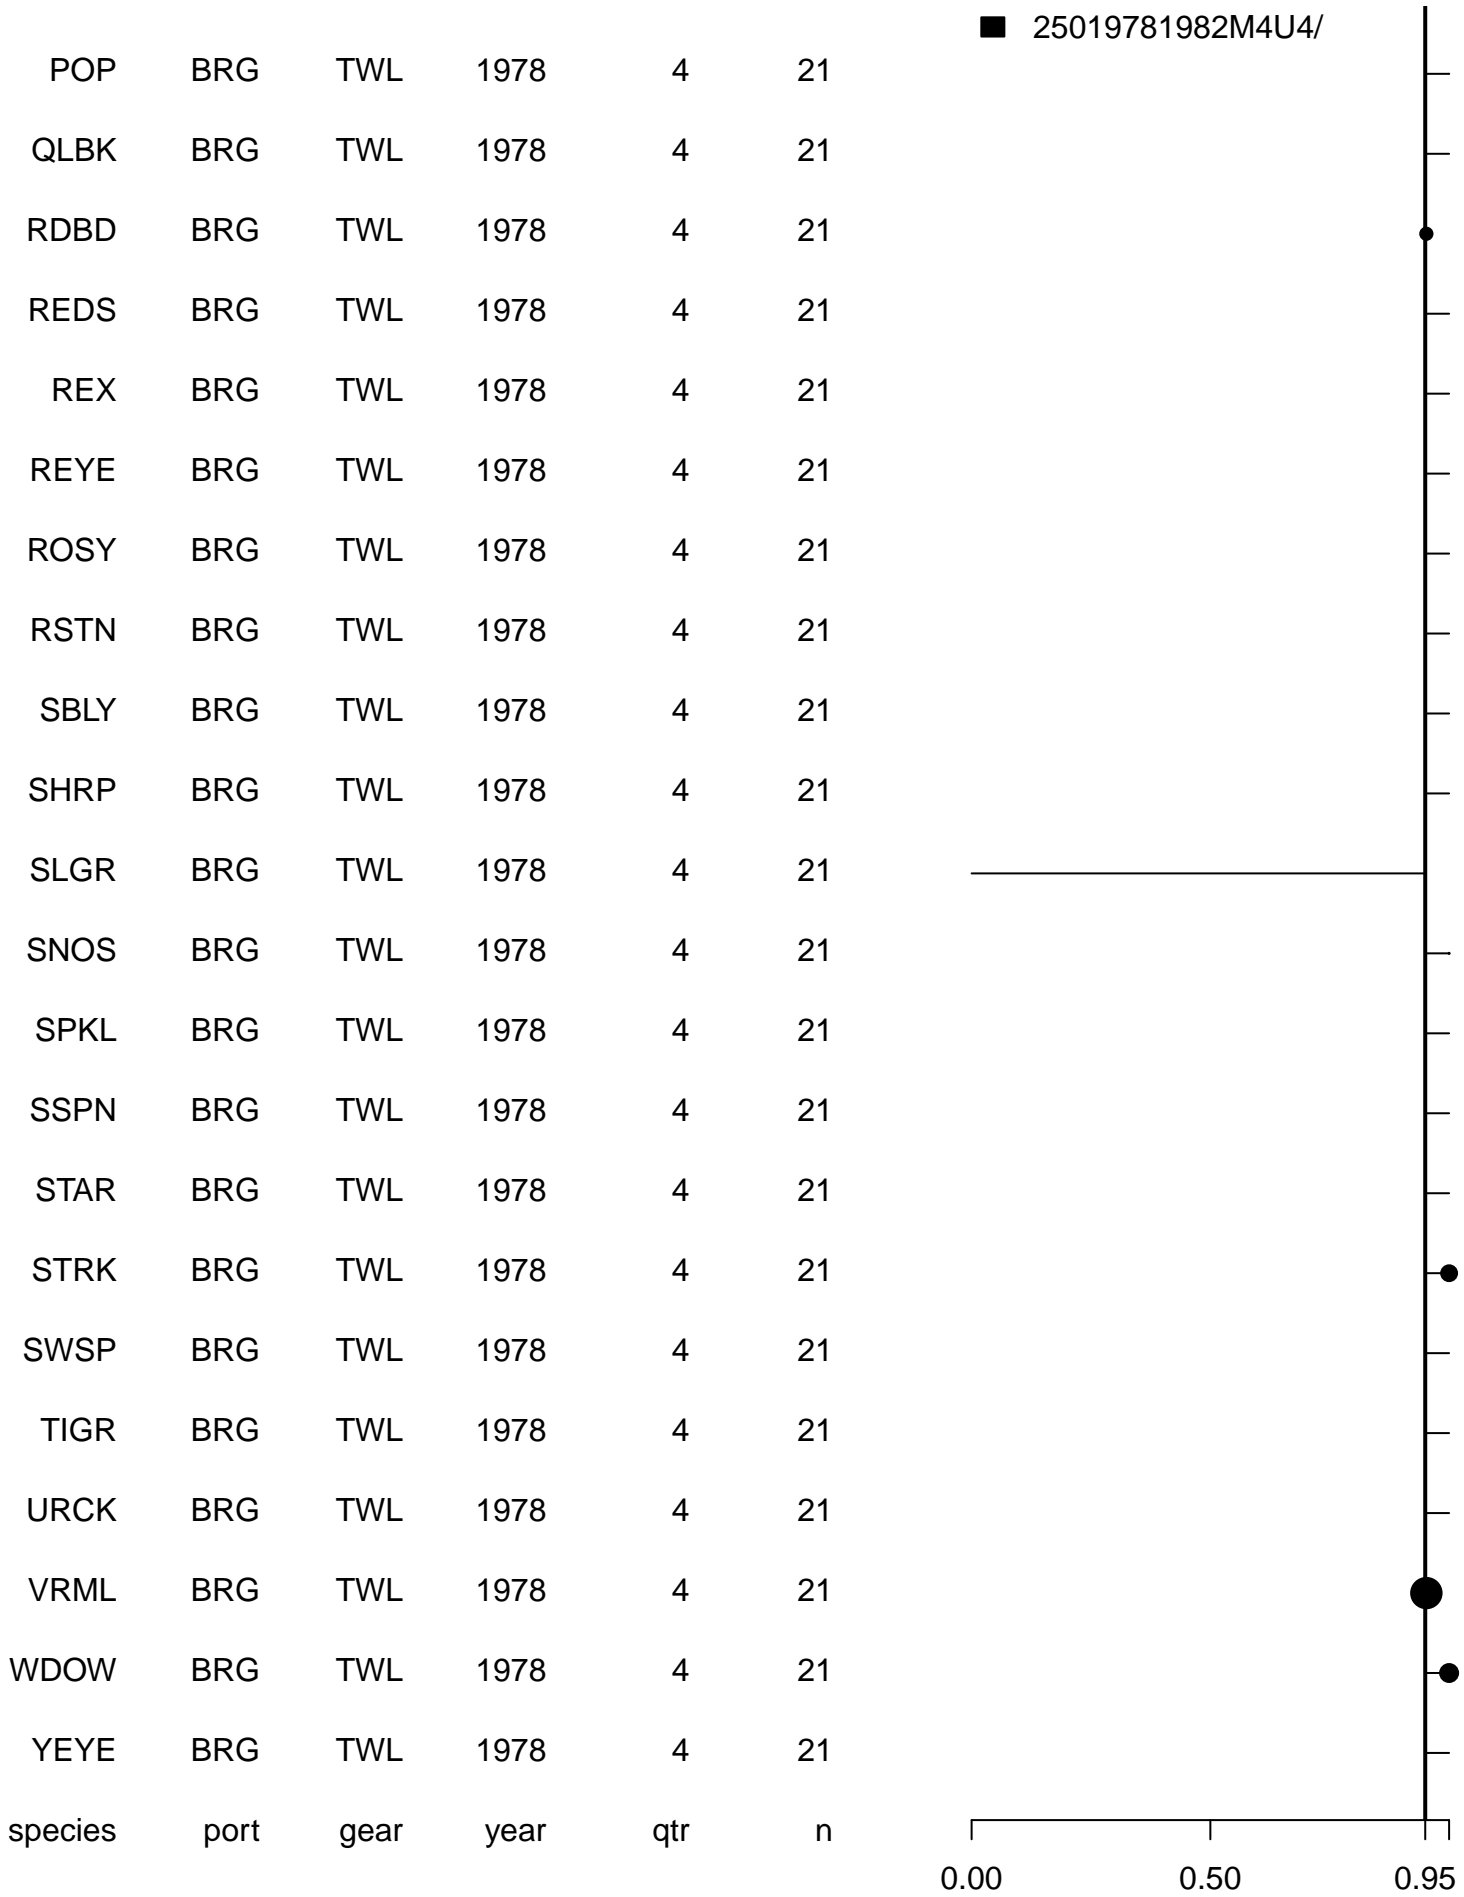 25019781982M4U4/
POP BRG TWL 1978 4 21
QLBK BRG TWL 1978 4 21
RDBD BRG TWL 1978 4 21
REDS BRG TWL 1978 4 21
REX BRG TWL 1978 4 21
REYE BRG TWL 1978 4 21
ROSY BRG TWL 1978 4 21
RSTN BRG TWL 1978 4 21
SBLY BRG TWL 1978 4 21
SHRP BRG TWL 1978 4 21
SLGR BRG TWL 1978 4 21
SNOS BRG TWL 1978 4 21
SPKL BRG TWL 1978 4 21
SSPN BRG TWL 1978 4 21
STAR BRG TWL 1978 4 21
STRK BRG TWL 1978 4 21
SWSP BRG TWL 1978 4 21
TIGR BRG TWL 1978 4 21
URCK BRG TWL 1978 4 21
VRML BRG TWL 1978 4 21
WDOW BRG TWL 1978 4 21
YEYE BRG TWL 1978 4 21
species port gear year qtr n
0.00 0.50 0.95